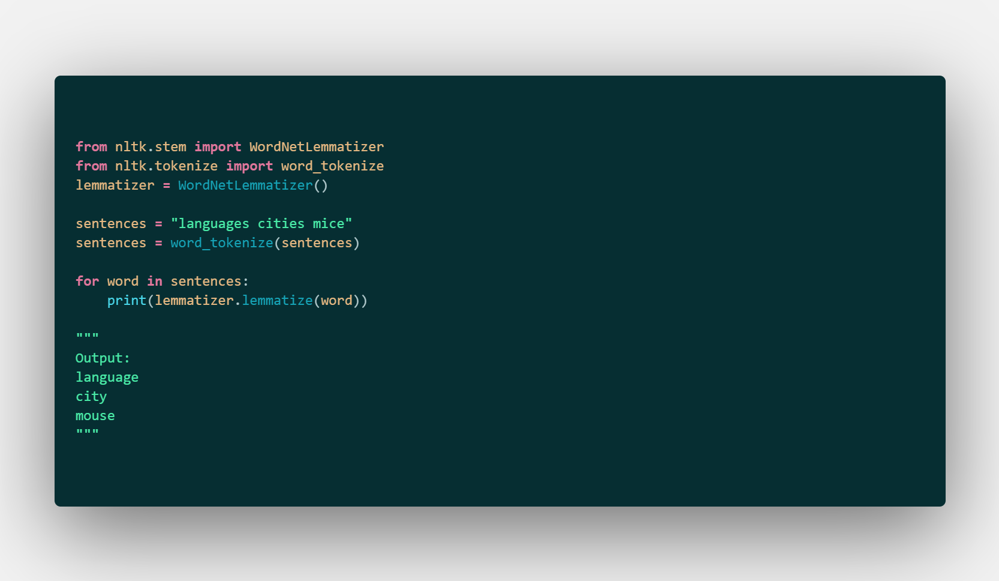 from nltk.stem import WordNetLemmatizer
from nltk.tokenize import word_tokenize
lemmatizer = WordNetLemmatizer()
sentences = "languages cities mice"
sentences = word_tokenize(sentences)
for word in sentences:
    print(lemmatizer.lemmatize(word))
"""
Output:
language
city
mouse
"""